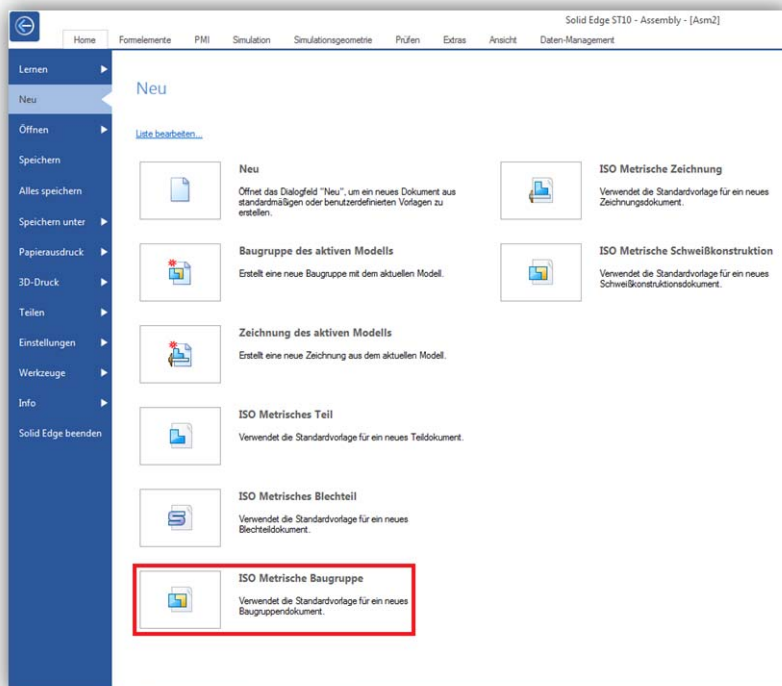 Solid Edge ST10 - Assembly - [Asm2]
Home Formelemente PMI Simulation Simulationsgeometrie Prüfen Extras Ansicht Daten-Management
Lernen
Neu
Öffnen
Speichern
Alles speichern
Speichern unter
Papierausdruck
3D-Druck
Teilen
Einstellungen
Werkzeuge
Info
Solid Edge beenden
Neu
Liste bearbeiten...
Neu
Öffnet das Dialogfeld "Neu", um ein neues Dokument aus
standardmäßigen oder benutzerdefinierten Vorlagen zu
erstellen.
Baugruppe des aktiven Modells
Erstellt eine neue Baugruppe mit dem aktuellen Modell.
Zeichnung des aktiven Modells
Erstellt eine neue Zeichnung aus dem aktuellen Modell.
ISO Metrisches Teil
Verwendet die Standardvorlage für ein neues Teildokument.
ISO Metrisches Blechteil
Verwendet die Standardvorlage für ein neues
Blechteildokument.
ISO Metrische Baugruppe
Verwendet die Standardvorlage für ein neues
Baugruppendokument.
ISO Metrische Zeichnung
Verwendet die Standardvorlage für ein neues
Zeichnungsdokument.
ISO Metrische Schweißkonstruktion
Verwendet die Standardvorlage für ein neues
Schweißkonstruktionsdokument.